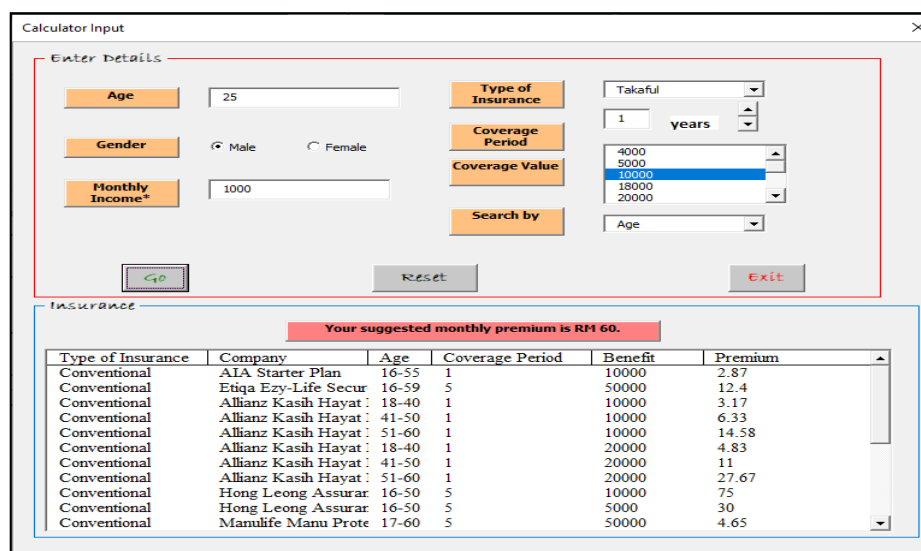 Calculator Input
Enter Details
Age 25
Gender Male Female
Monthly Income* 1000
Type of Insurance Takaful
Coverage Period 1 years
Coverage Value
4000
5000
10000
18000
20000
Search by Age
Go Reset Exit
Insurance
Your suggested monthly premium is RM 60.
Type of Insurance Company Age Coverage Period Benefit Premium
Conventional AIA Starter Plan 16-55 1 10000 2.87
Conventional Etiqa Ezy-Life Secur 16-59 5 50000 12.4
Conventional Allianz Kasih Hayat 18-40 1 10000 3.17
Conventional Allianz Kasih Hayat 41-50 1 10000 6.33
Conventional Allianz Kasih Hayat 51-60 1 10000 14.58
Conventional Allianz Kasih Hayat 18-40 1 20000 4.83
Conventional Allianz Kasih Hayat 41-50 1 20000 11
Conventional Allianz Kasih Hayat 51-60 1 20000 27.67
Conventional Hong Leong Assurar 16-50 5 10000 75
Conventional Hong Leong Assurar 16-50 5 5000 30
Conventional Manulife Manu Prote 17-60 5 50000 4.65